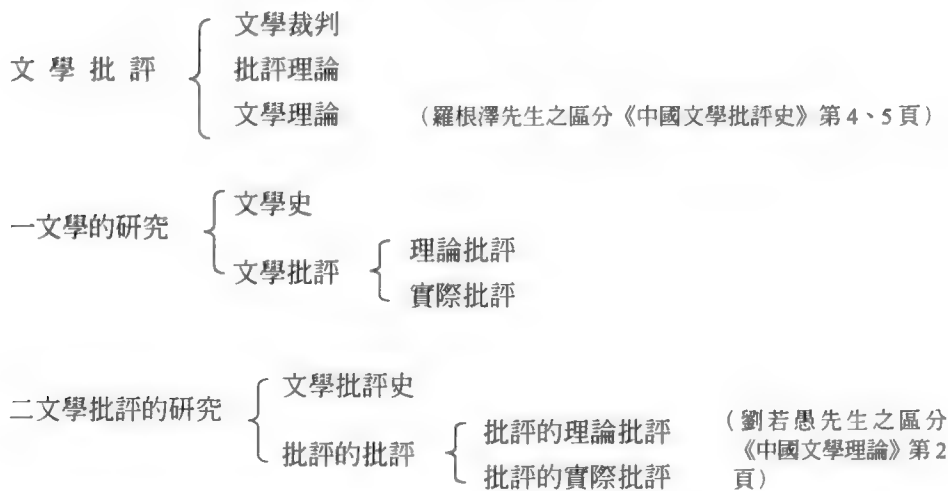 文學裁判
文學批評
批評理論
文學理論 (羅根澤先生之區分《中國文學批評史》第4、5頁)
文學史
一文學的研究
文學批評
理論批評
實際批評
文學批評史
二文學批評的研究
批評的批評
批評的理論批評
批評的實際批評
(劉若愚先生之區分
《中國文學理論》第2
頁)